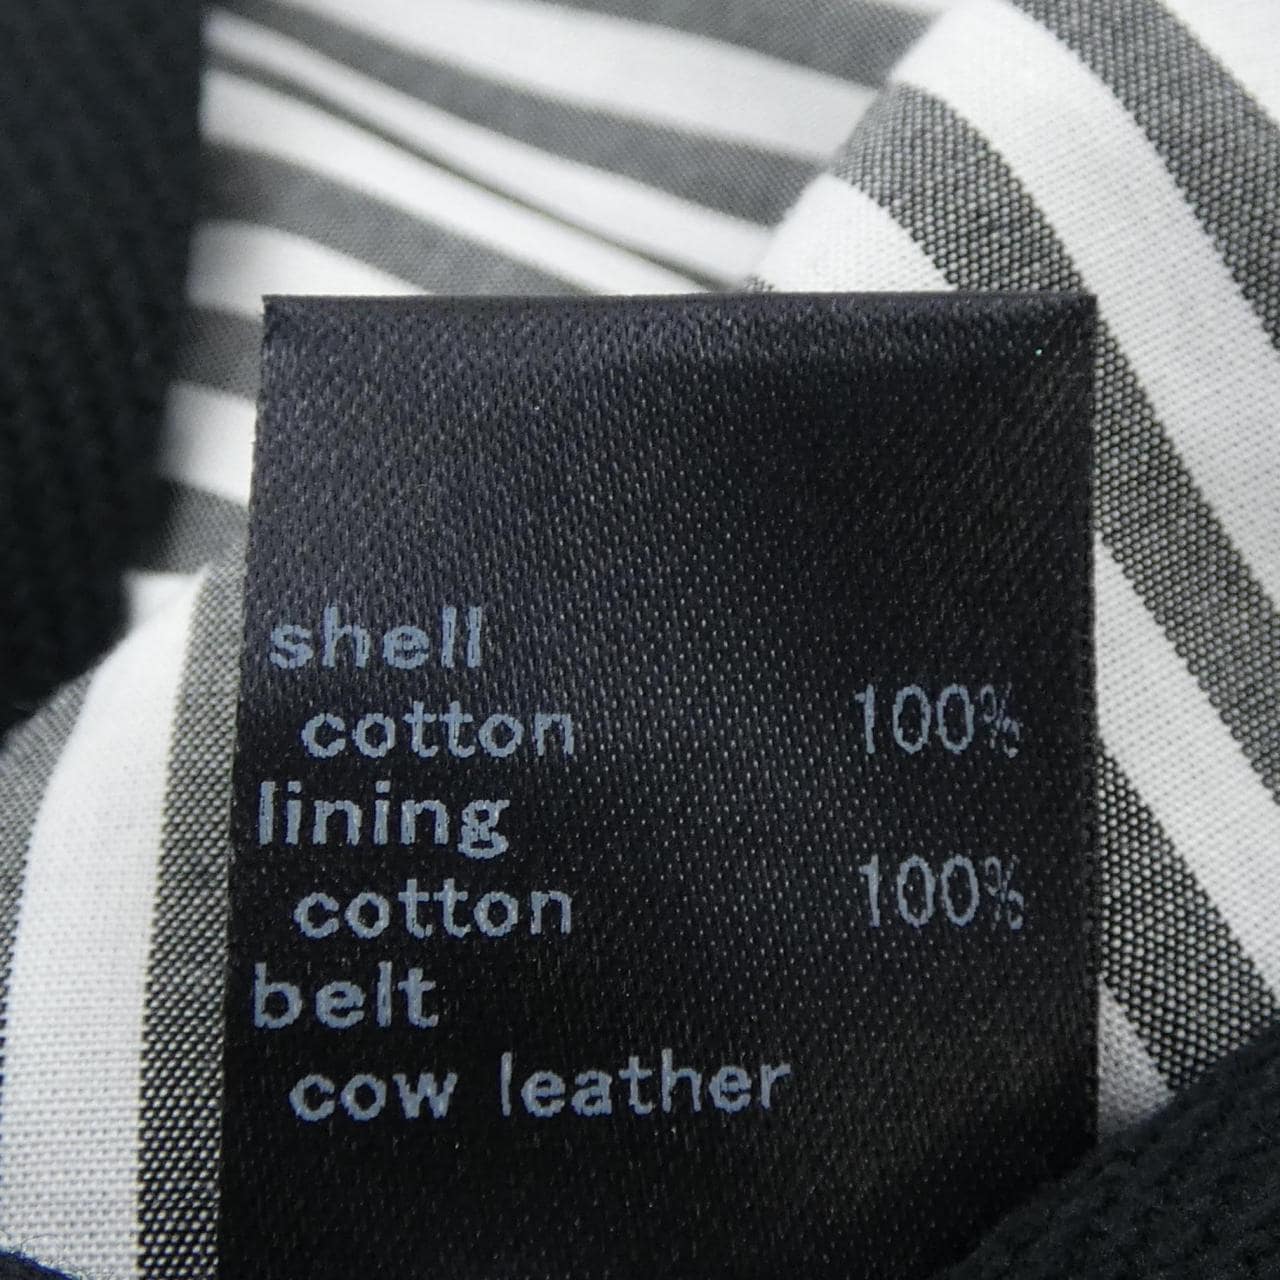 shell
cotton 100%
lining
cotton 100%
belt
cow leather